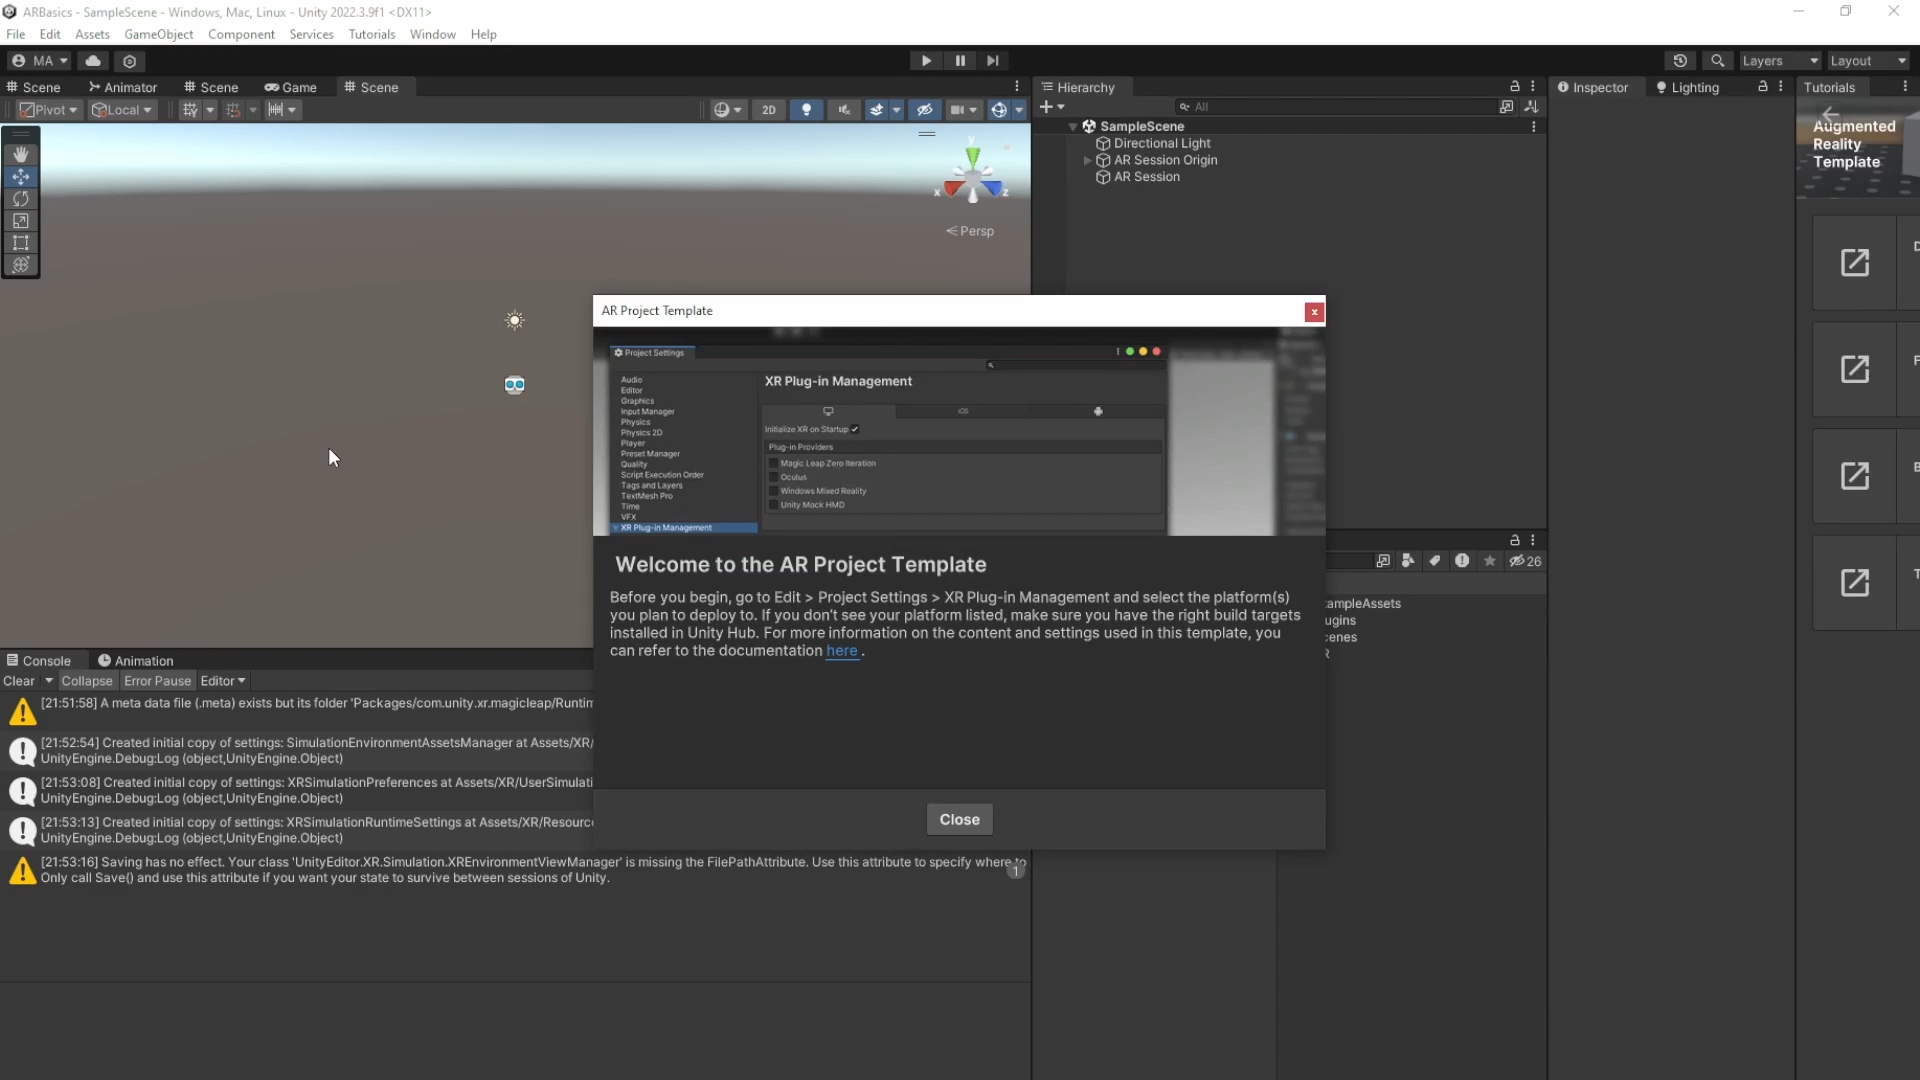 ARBasics - SampleScene - Windows, Mac, Linux - Unity 2022.3.9f1 <DX11>
File Edit Assets GameObject Component Services Tutorials Window Help
MA Layers Layout
Scene Animator Scene Game Scene
Pivot Local 2D
Persp
y
x
z
Hierarchy
All
SampleScene
Directional Light
AR Session Origin
AR Session
Inspector Lighting
Tutorials
Augmented
Reality
Template
AR Project Template
Project Settings
Audio
Editor
Graphics
Input Manager
Physics
Physics 2D
Player
Preset Manager
Quality
Script Execution Order
Tags and Layers
TextMesh Pro
Time
VFX
XR Plug-in Management
XR Plug-in Management
iOS
Initialize XR on Startup
Plug-in Providers
Magic Leap Zero Iteration
Oculus
Windows Mixed Reality
Unity Mock HMD
Welcome to the AR Project Template
Before you begin, go to Edit > Project Settings > XR Plug-in Management and select the platform(s)
you plan to deploy to. If you don't see your platform listed, make sure you have the right build targets
installed in Unity Hub. For more information on the content and settings used in this template, you
can refer to the documentation here .
Close
26
ampleAssets
ugins
cenes
R
Console Animation
Clear Collapse Error Pause Editor
[21:51:58] A meta data file (.meta) exists but its folder 'Packages/com.unity.xr.magicleap/Runtin
[21:52:54] Created initial copy of settings: SimulationEnvironmentAssetsManager at Assets/XR/
UnityEngine.Debug:Log (object,UnityEngine.Object)
[21:53:08] Created initial copy of settings: XRSimulationPreferences at Assets/XR/UserSimulati
UnityEngine.Debug:Log (object,UnityEngine.Object)
[21:53:13] Created initial copy of settings: XRSimulationRuntimeSettings at Assets/XR/Resourc
UnityEngine.Debug:Log (object,UnityEngine.Object)
[21:53:16] Saving has no effect. Your class 'UnityEditor.XR.Simulation.XREnvironmentViewManager' is missing the FilePathAttribute. Use this attribute to specify where to
Only call Save() and use this attribute if you want your state to survive between sessions of Unity.
1